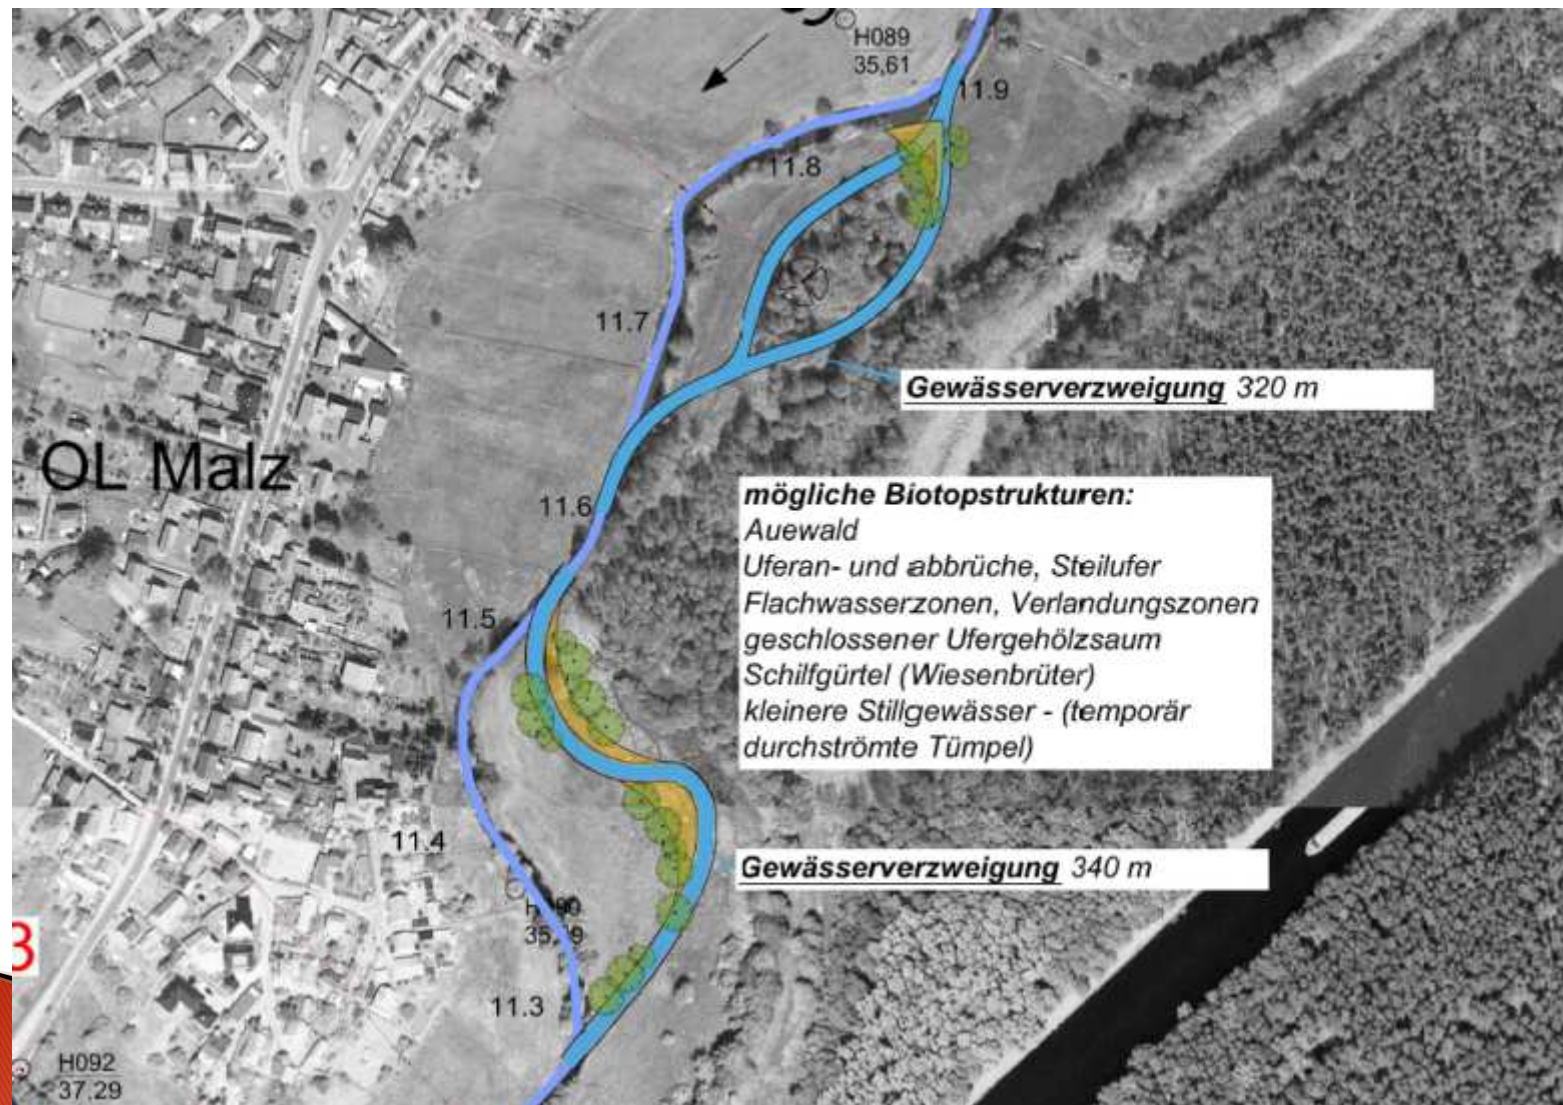 H089
35,61
11.9
11.8
11.7
Gewässerverzweigung 320 m
OL Malz
11.6
mögliche Biotopstrukturen:
Auewald
Uferan- und abbrüche, Steilufer
Flachwasserzonen, Verlandungszonen
geschlossener Ufergehölzsaum
Schilfgürtel (Wiesenbrüter)
kleinere Stillgewässer - (temporär
durchströmte Tümpel)
11.5
11.4
Gewässerverzweigung 340 m
3
11.3
H092
37,29